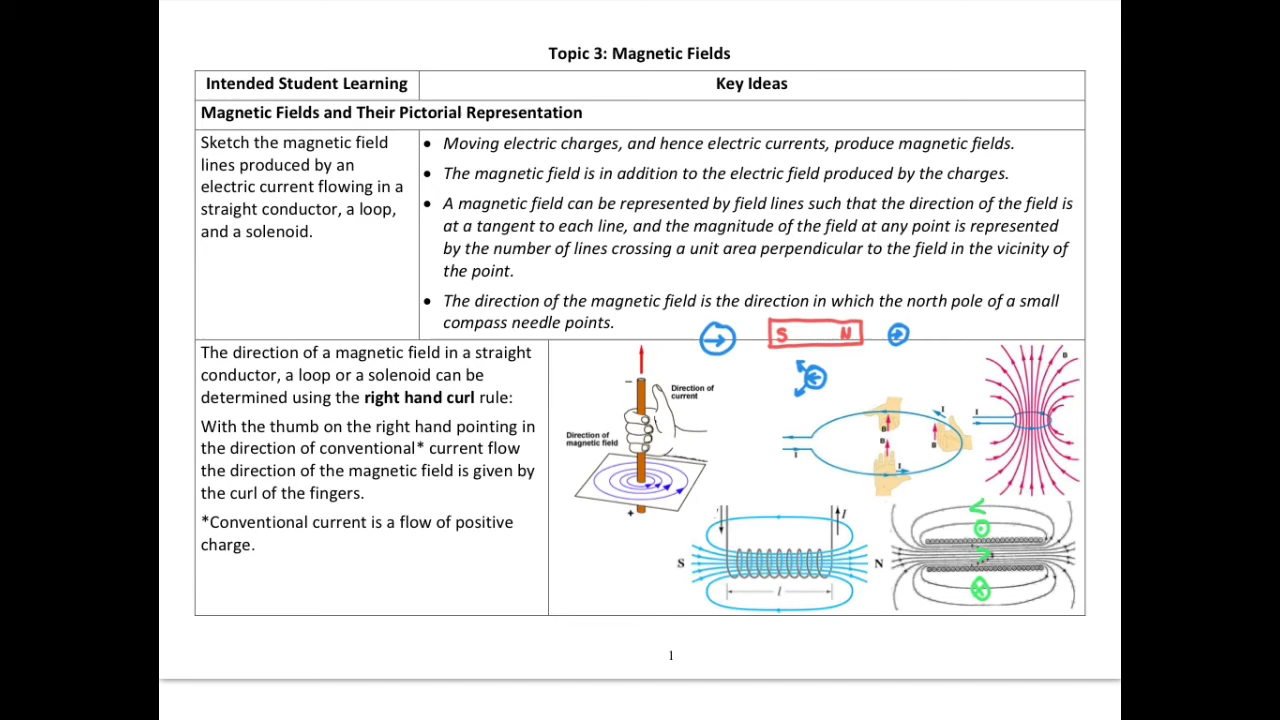 Topic 3: Magnetic Fields
Intended Student Learning
Key Ideas
Magnetic Fields and Their Pictorial Representation
Sketch the magnetic field
lines produced by an
electric current flowing in a
straight conductor, a loop,
and a solenoid.
• Moving electric charges, and hence electric currents, produce magnetic fields.
• The magnetic field is in addition to the electric field produced by the charges.
• A magnetic field can be represented by field lines such that the direction of the field is
at a tangent to each line, and the magnitude of the field at any point is represented
by the number of lines crossing a unit area perpendicular to the field in the vicinity of
the point.
• The direction of the magnetic field is the direction in which the north pole of a small
compass needle points.
S N
The direction of a magnetic field in a straight
conductor, a loop or a solenoid can be
determined using the right hand curl rule:
With the thumb on the right hand pointing in
the direction of conventional* current flow
the direction of the magnetic field is given by
the curl of the fingers.
*Conventional current is a flow of positive
charge.
−
Direction of
current
Direction of
magnetic field
+
I
B
I
B
B
I
I
I
B
I
S
N
l
1